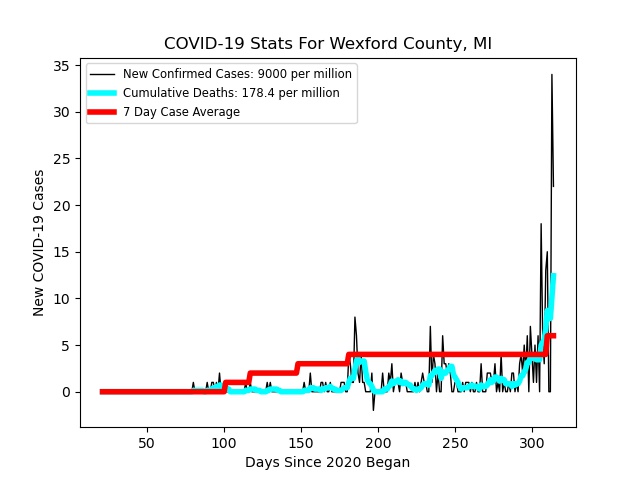 COVID-19 Stats For Wexford County, MI
New Confirmed Cases: 9000 per million
Cumulative Deaths: 178.4 per million
7 Day Case Average
35
30
25
20
15
10
5
0
New COVID-19 Cases
50 100 150 200 250 300
Days Since 2020 Began